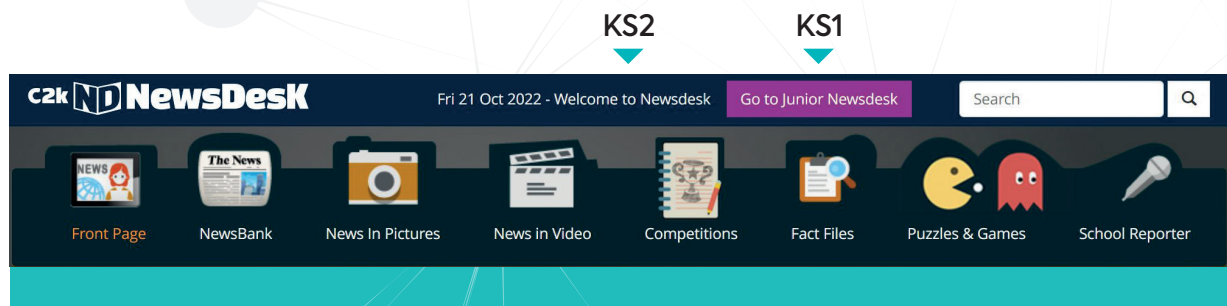 KS2 KS1
C2k ND NewsDesk Fri 21 Oct 2022 - Welcome to Newsdesk Go to Junior Newsdesk Search
NEWS The News
Front Page NewsBank News In Pictures News in Video Competitions Fact Files Puzzles & Games School Reporter